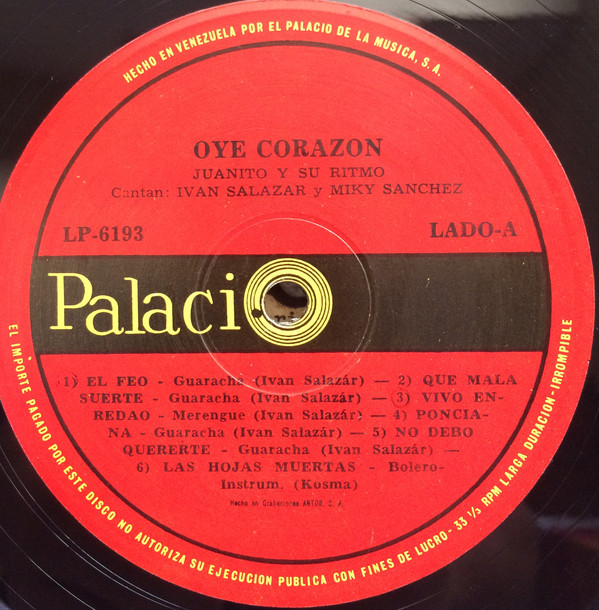 HECHO EN VENEZUELA POR EL PALACIO DE LA MUSICA, S.A.
OYE CORAZON
JUANITO Y SU RITMO
Cantan: IVAN SALAZAR y MIKY SANCHEZ
LP-6193
LADO-A
Palacio
1) EL FEO - Guaracha (Ivan Salazár) — 2) QUE MALA
SUERTE - Guaracha (Ivan Salazár) — 3) VIVO EN-
REDAO - Merengue (Ivan Salazár) — 4) PONCIA-
NA - Guaracha (Ivan Salazár) — 5) NO DEBO
QUERERTE - Guaracha (Ivan Salazár) —
6) LAS HOJAS MUERTAS - Bolero-
Instrum. (Kosma)
Hecho en Grabaciones ANTOR, C. A.
EL IMPORTE PAGADO POR ESTE DISCO NO AUTORIZA SU EJECUCION PUBLICA CON FINES DE LUCRO - 33 ⅓ RPM LARGA DURACION - IRROMPIBLE